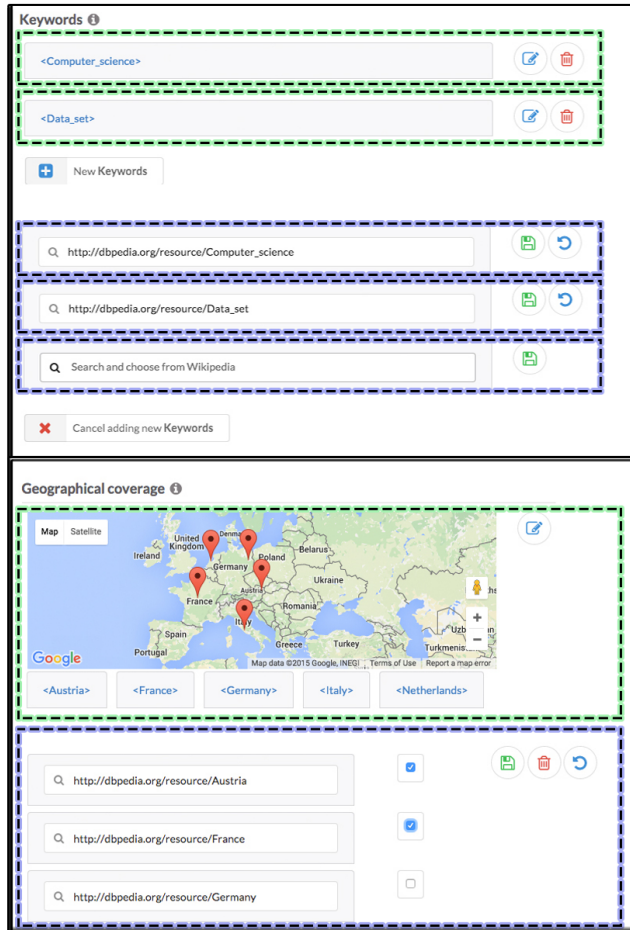 Keywords
<Computer_science>
<Data_set>
New Keywords
http://dbpedia.org/resource/Computer_science
http://dbpedia.org/resource/Data_set
Search and choose from Wikipedia
Cancel adding new Keywords
Geographical coverage
Map Satellite
United Kingdom
Ireland
Poland
Belarus
Germany
Ukraine
Austria
France
Romania
Italy
Spain
Portugal
Greece
Turkey
Google
Map data ©2015 Google, INEGI Terms of Use Report a map error
<Austria> <France> <Germany> <Italy> <Netherlands>
http://dbpedia.org/resource/Austria
http://dbpedia.org/resource/France
http://dbpedia.org/resource/Germany